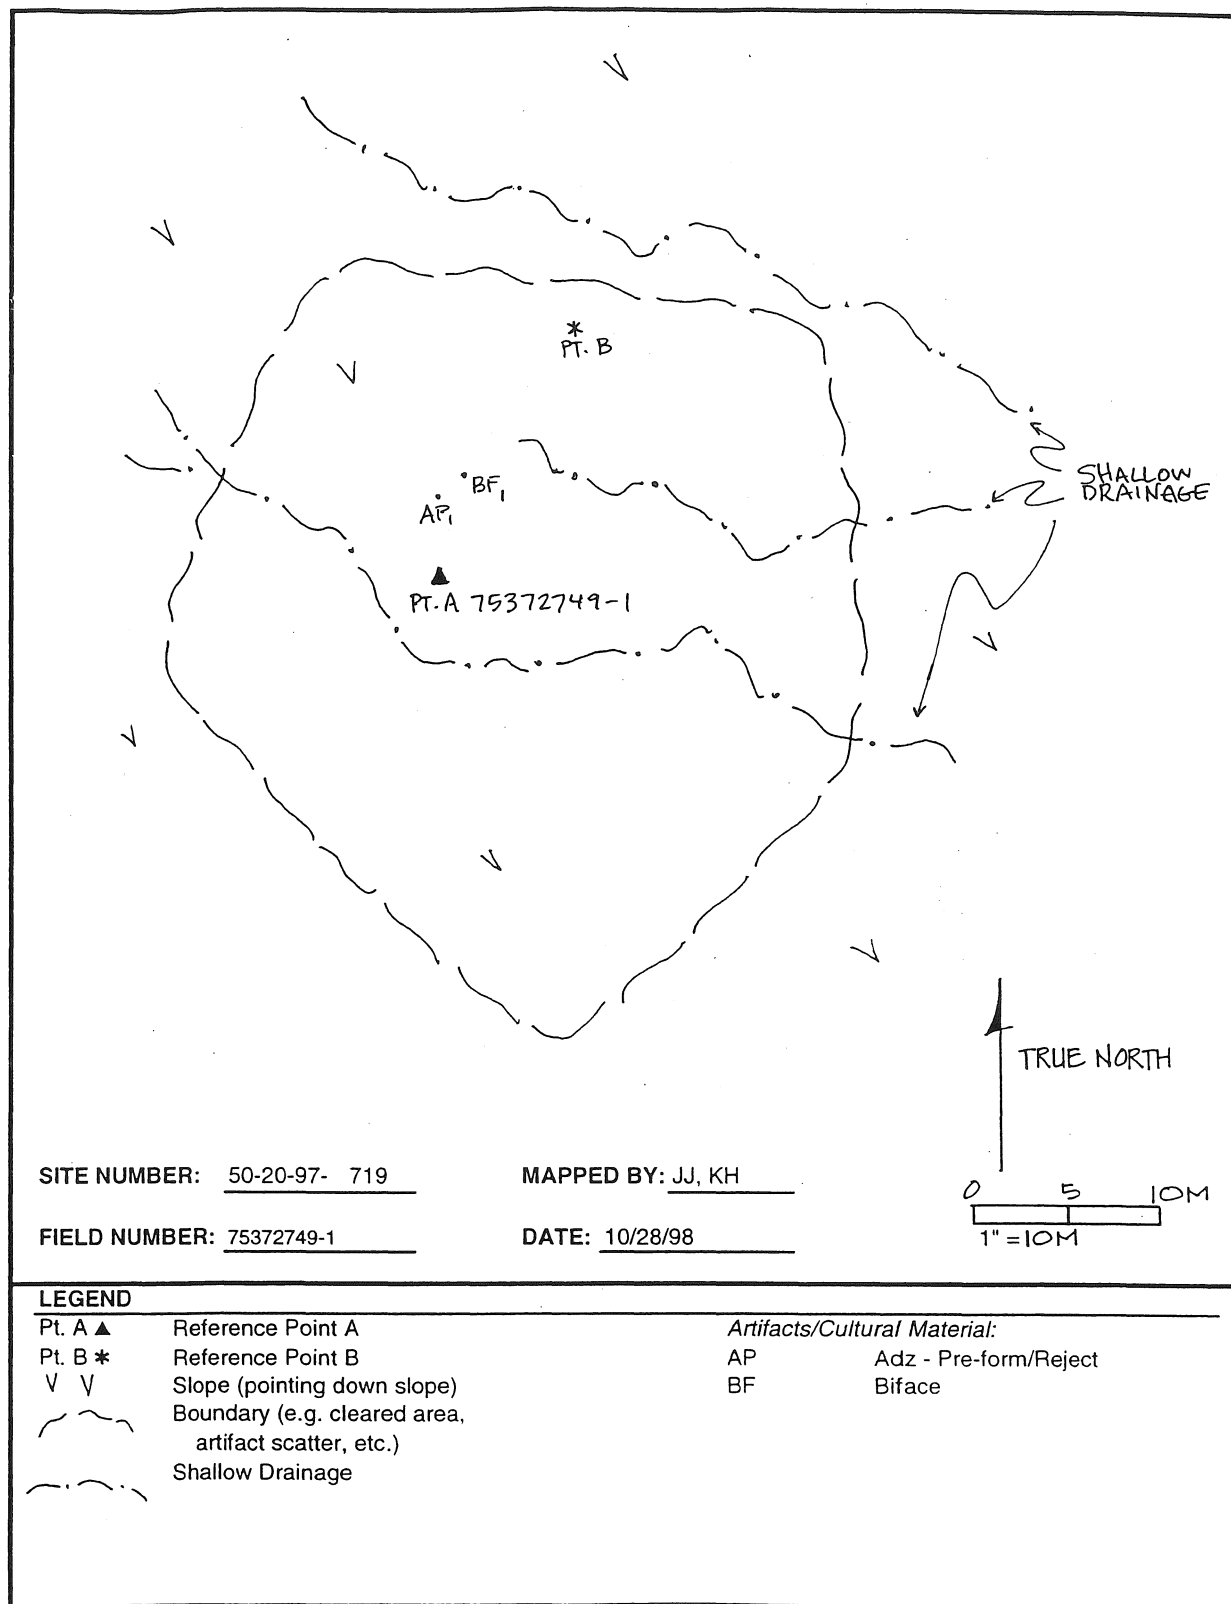 PT. B
BF1
AP1
SHALLOW
DRAINAGE
PT. A 75372749-1
TRUE NORTH
SITE NUMBER: 50-20-97- 719
MAPPED BY: JJ, KH
0 5 10M
FIELD NUMBER: 75372749-1
DATE: 10/28/98
1" = 10M
LEGEND
Pt. A ▲ Reference Point A
Artifacts/Cultural Material:
Pt. B * Reference Point B
AP Adz - Pre-form/Reject
V V Slope (pointing down slope)
BF Biface
Boundary (e.g. cleared area,
artifact scatter, etc.)
Shallow Drainage